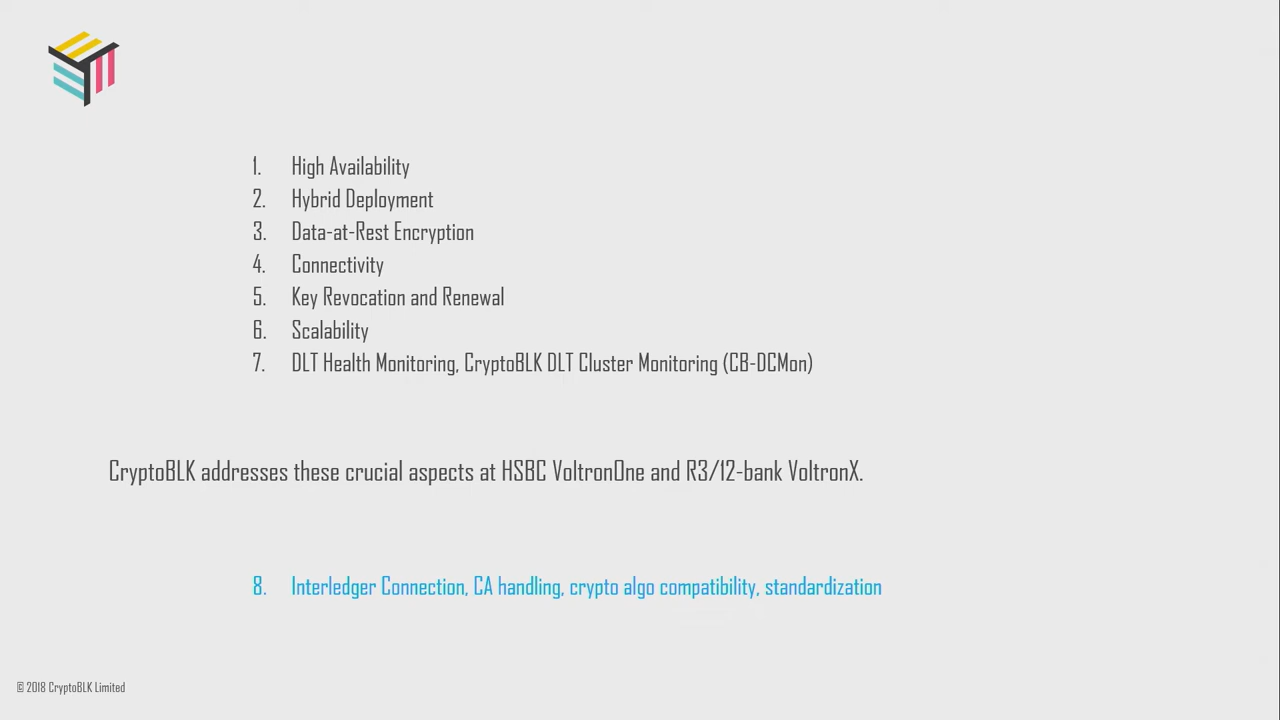 1. High Availability
2. Hybrid Deployment
3. Data-at-Rest Encryption
4. Connectivity
5. Key Revocation and Renewal
6. Scalability
7. DLT Health Monitoring, CryptoBLK DLT Cluster Monitoring (CB-DCMon)
CryptoBLK addresses these crucial aspects at HSBC VoltronOne and R3/12-bank VoltronX.
8. Interledger Connection, CA handling, crypto algo compatibility, standardization
© 2018 CryptoBLK Limited